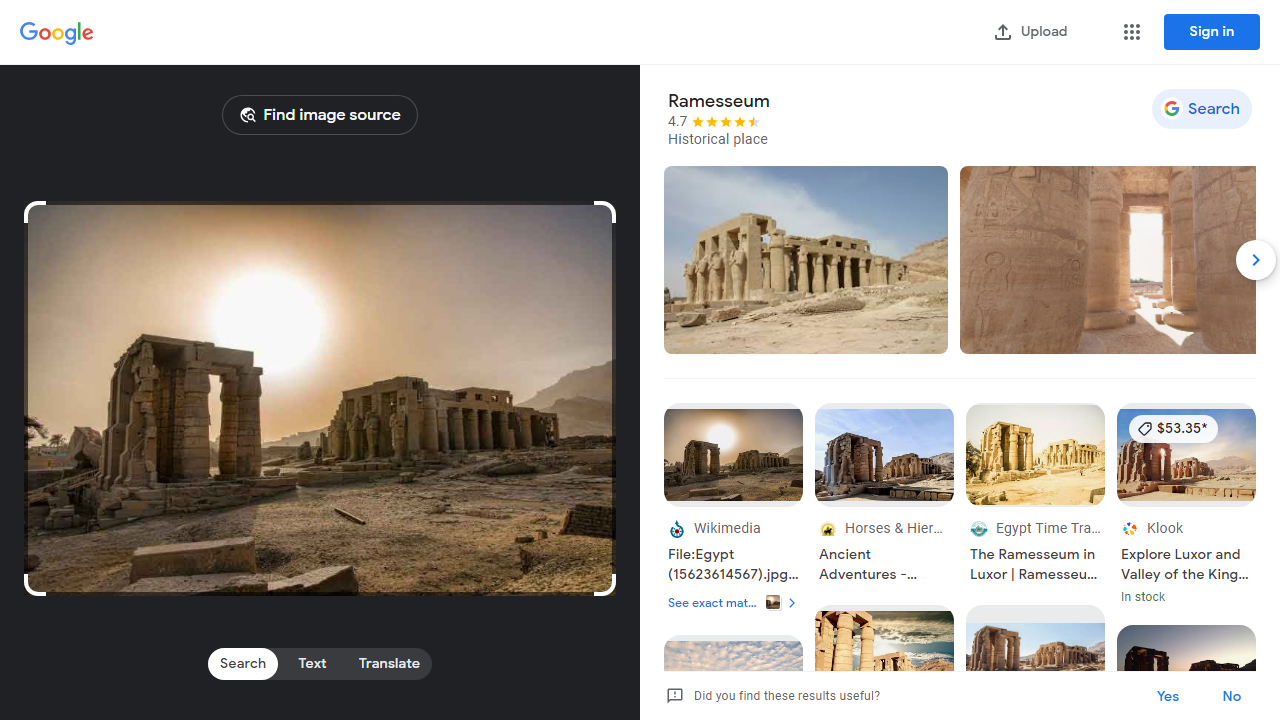 Google
Upload
Sign in
Find image source
Ramesseum
4.7
Historical place
Search
$53.35*
Wikimedia
File:Egypt
(15623614567).jpg...
See exact mat...
Horses & Hier...
Ancient
Adventures -...
Egypt Time Tra...
The Ramesseum in
Luxor | Ramesseu...
Klook
Explore Luxor and
Valley of the King...
In stock
Search
Text
Translate
Did you find these results useful?
Yes
No